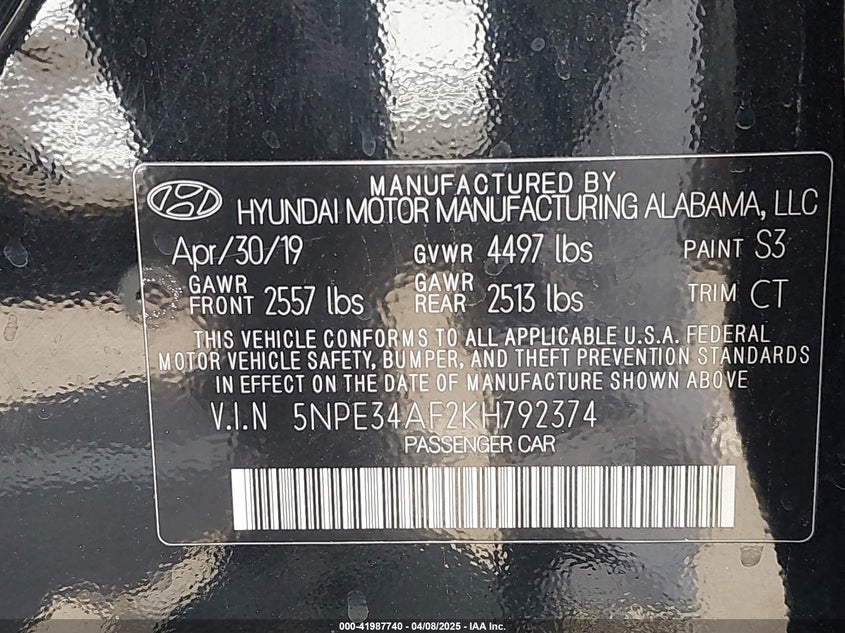 MANUFACTURED BY
HYUNDAI MOTOR MANUFACTURING ALABAMA, LLC
Apr/30/19 GVWR 4497 lbs PAINT S3
GAWR FRONT 2557 lbs GAWR REAR 2513 lbs TRIM CT
THIS VEHICLE CONFORMS TO ALL APPLICABLE U.S.A. FEDERAL
MOTOR VEHICLE SAFETY, BUMPER, AND THEFT PREVENTION STANDARDS
IN EFFECT ON THE DATE OF MANUFACTURE SHOWN ABOVE
V.I.N 5NPE34AF2KH792374
PASSENGER CAR
000-41987740 - 04/08/2025 - IAA Inc.